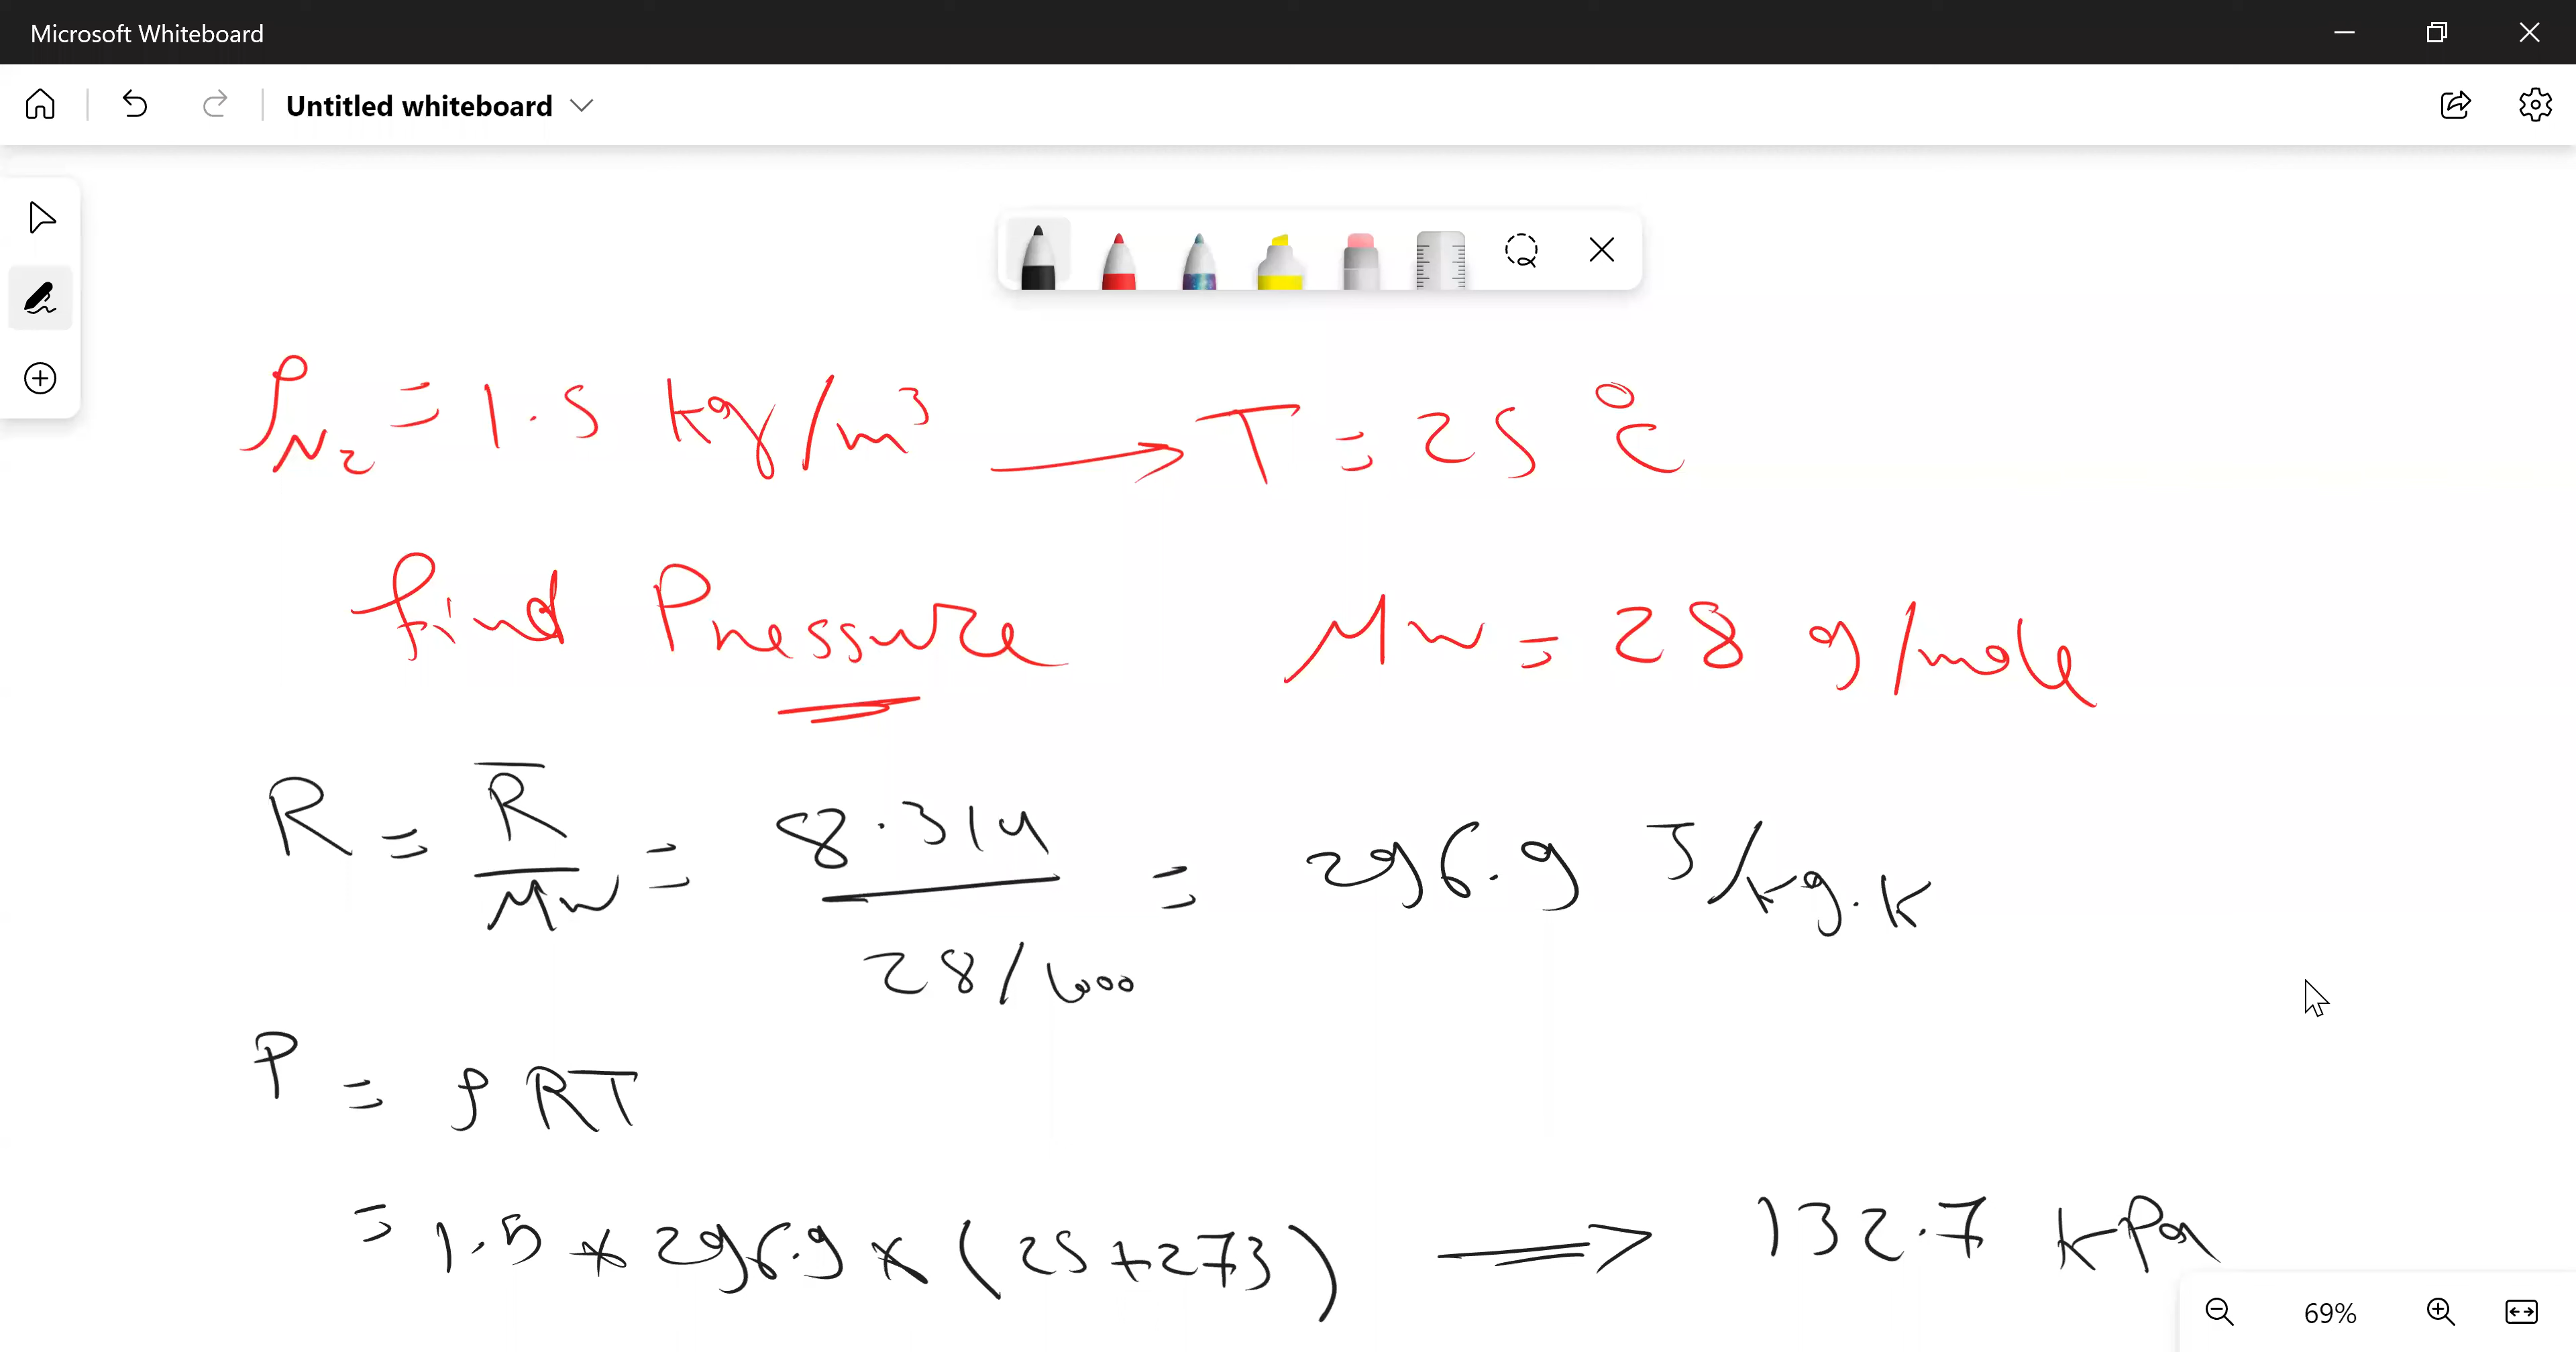 Microsoft Whiteboard
Untitled whiteboard
ρN₂ = 1.5 kg/m³ → T = 25 °C
find Pressure Mw = 28 g/mole
R = R̅/Mw = 8.314/(28/1000) = 296.9 J/kg.K
P = ρRT
= 1.5 * 296.9 * (25+273) ⟹ 132.7 kPa
69%